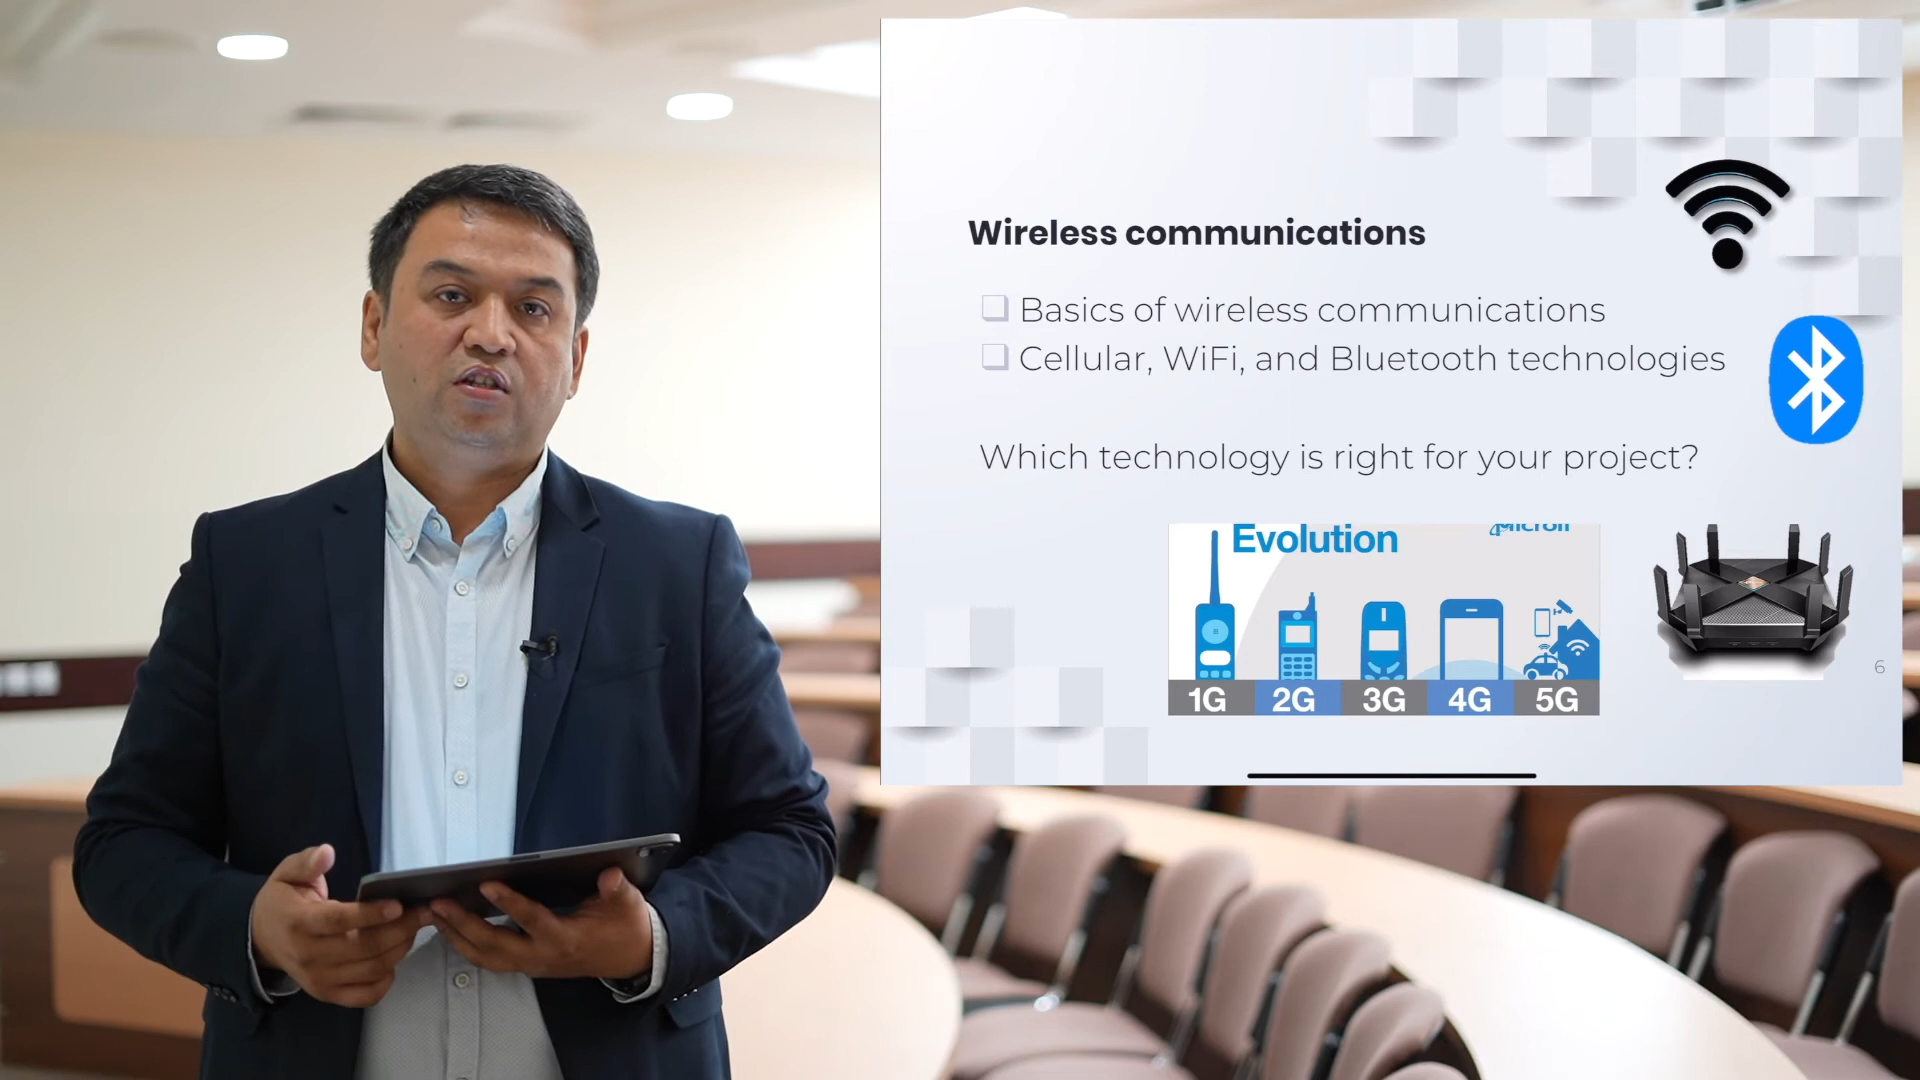 Wireless communications
Basics of wireless communications
Cellular, WiFi, and Bluetooth technologies
Which technology is right for your project?
Evolution
1G 2G 3G 4G 5G
6